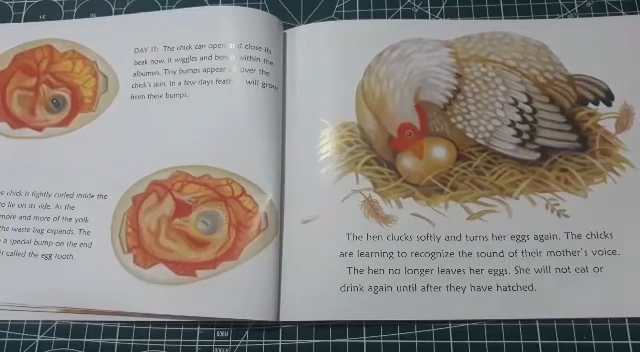 DAY 11: The chick can open and close its
beak now. It wiggles and bends within the
albumen. Tiny bumps appear over the
chick's skin. In a few days feath will grow
from these bumps.
chick is tightly curled inside the
to lie on its side. As the
more and more of the yolk
the waste bag expands. The
a special bump on the end
is called the egg tooth.
The hen clucks softly and turns her eggs again. The chicks
are learning to recognize the sound of their mother's voice.
The hen no longer leaves her eggs. She will not eat or
drink again until after they have hatched.